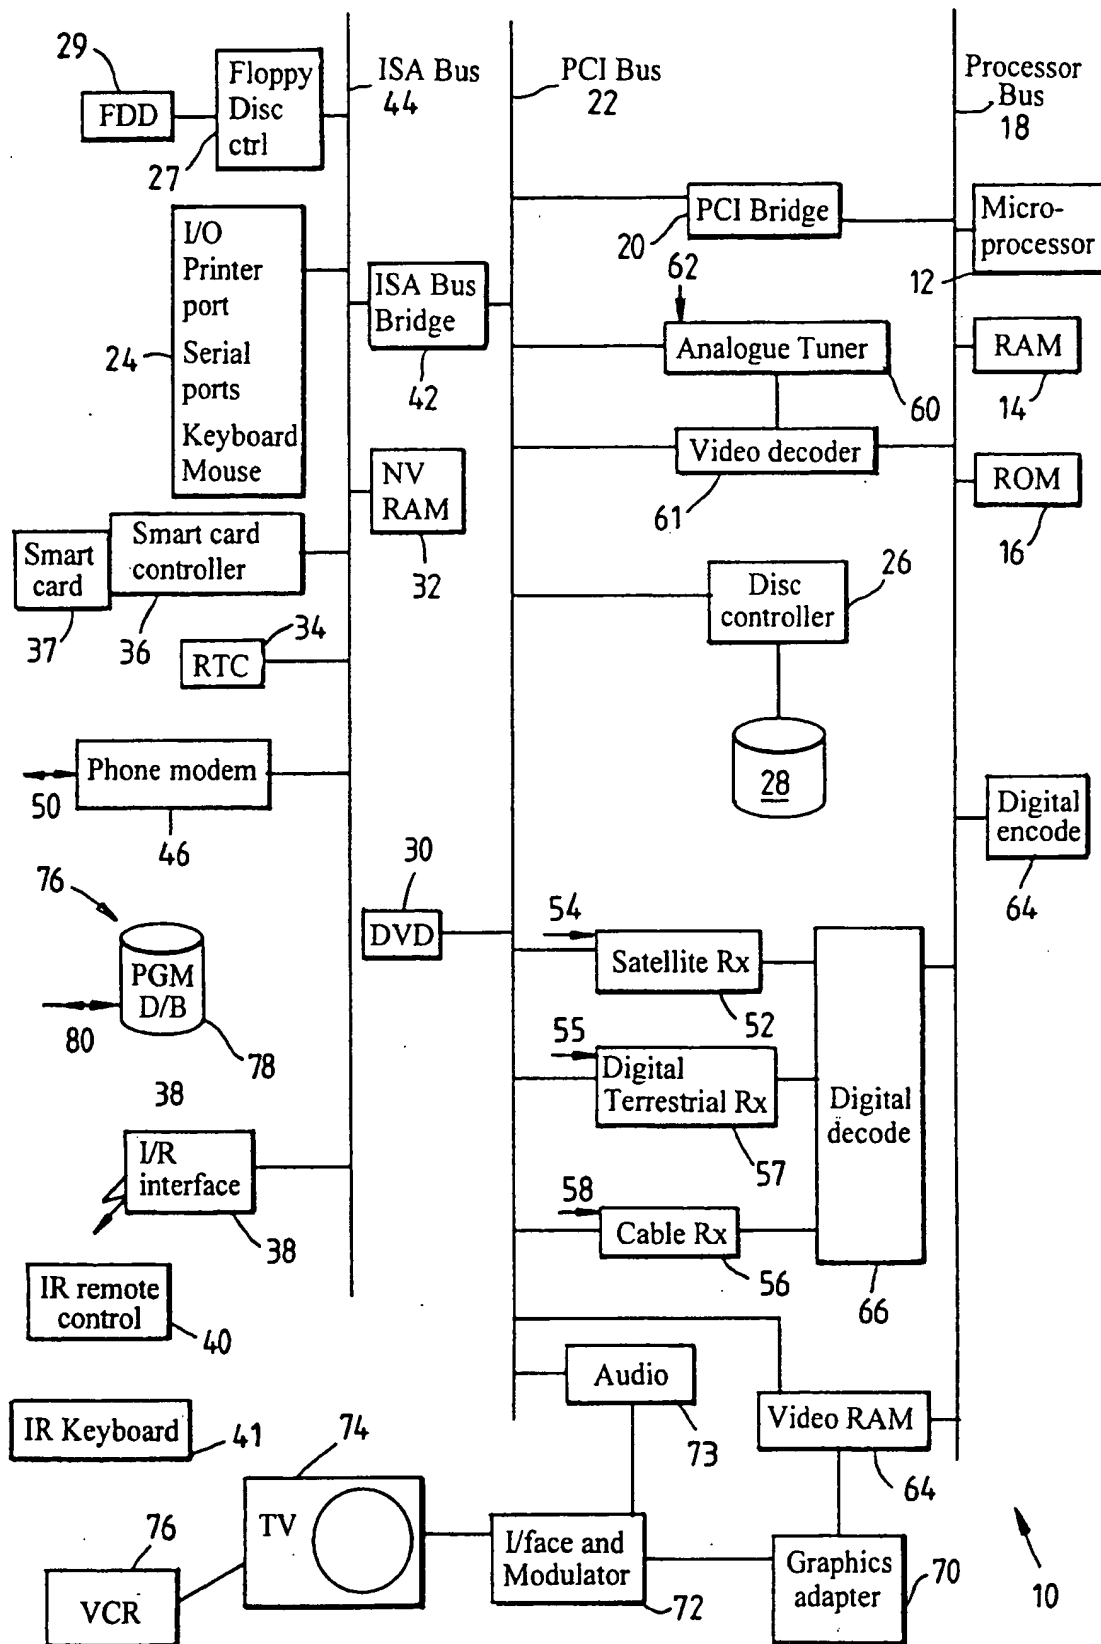 29
FDD
Floppy
Disc
ctrl
27
ISA Bus
44
PCI Bus
22
Processor
Bus
18
I/O
Printer
port
Serial
ports
Keyboard
Mouse
24
ISA Bus
Bridge
42
PCI Bridge
20
Micro-
processor
12
62
Analogue Tuner
60
RAM
14
Video decoder
61
ROM
16
NV
RAM
32
Smart
card
37
Smart card
controller
36
34
RTC
Disc
controller
26
28
Phone modem
50
46
Digital
encode
64
76
PGM
D/B
80
78
30
DVD
54
Satellite Rx
52
55
Digital
Terrestrial Rx
57
58
Cable Rx
56
Digital
decode
66
38
I/R
interface
38
IR remote
control
40
IR Keyboard
41
Audio
73
Video RAM
64
74
TV
76
VCR
I/face and
Modulator
72
Graphics
adapter
70
10